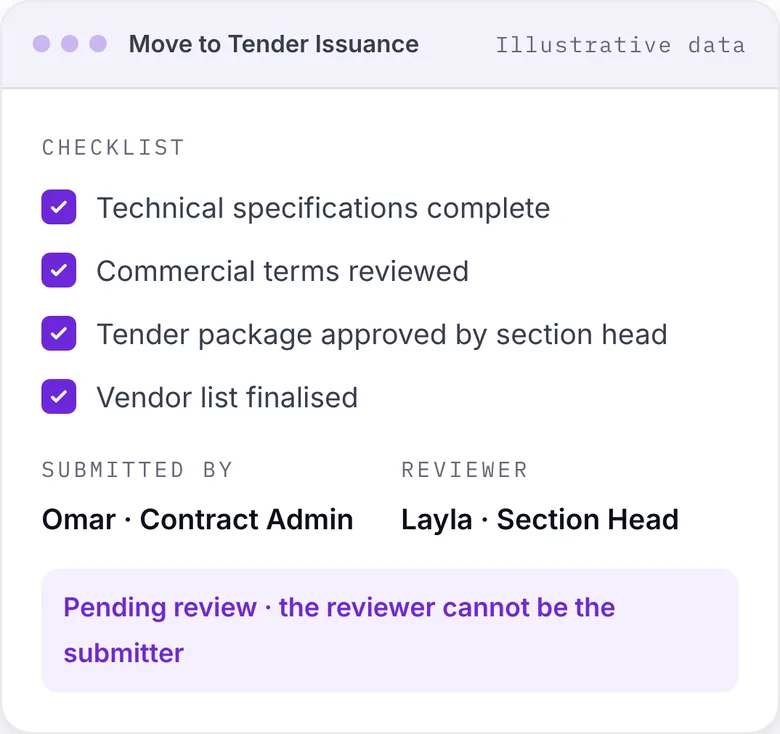 Move to Tender Issuance
Illustrative data
CHECKLIST
Technical specifications complete
Commercial terms reviewed
Tender package approved by section head
Vendor list finalised
SUBMITTED BY
Omar · Contract Admin
REVIEWER
Layla · Section Head
Pending review · the reviewer cannot be the
submitter